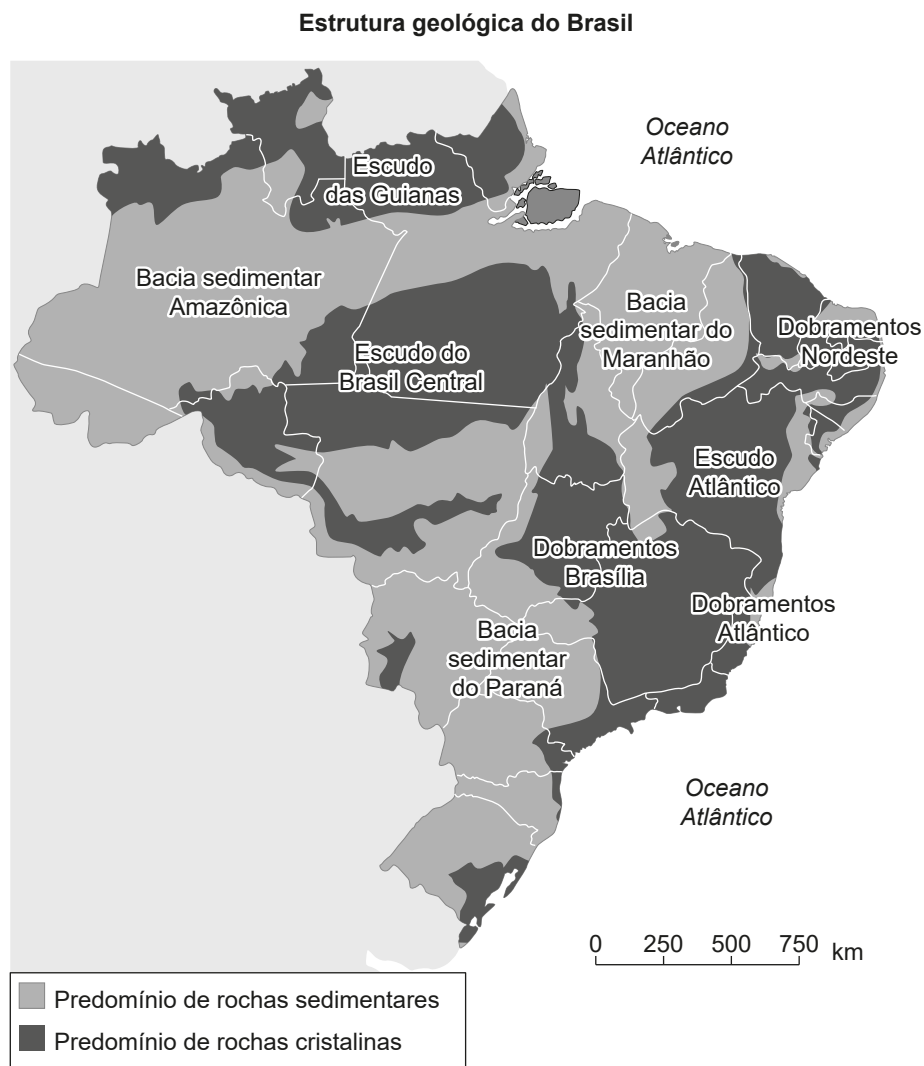 Estrutura geológica do Brasil
Oceano
Atlântico
Escudo
das Guianas
Bacia sedimentar
Amazônica
Bacia
sedimentar do
Maranhão
Dobramentos
Nordeste
Escudo do
Brasil Central
Escudo
Atlântico
Dobramentos
Brasília
Dobramentos
Atlântico
Bacia
sedimentar
do Paraná
Oceano
Atlântico
0 250 500 750 km
Predomínio de rochas sedimentares
Predomínio de rochas cristalinas